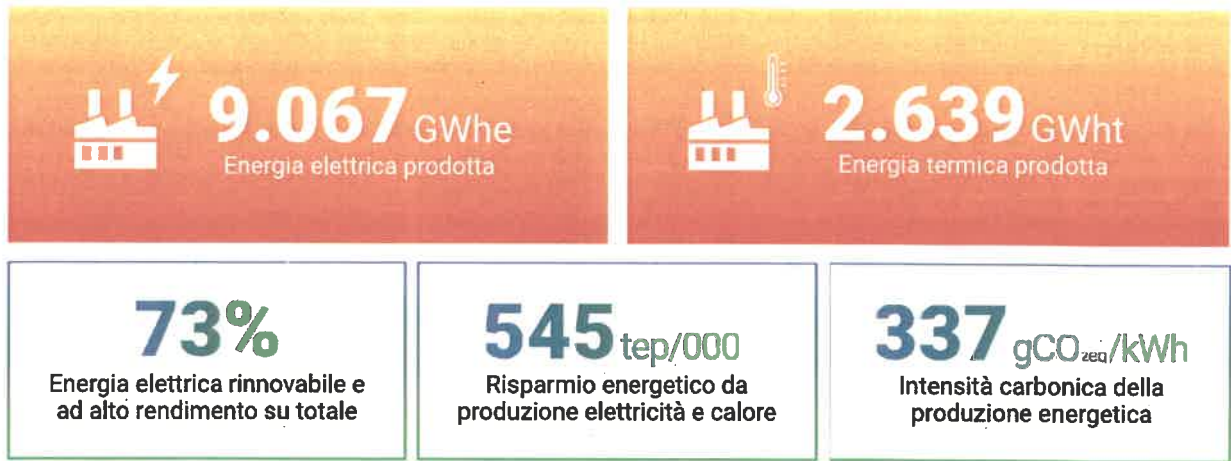 9.067 GWhe
Energia elettrica prodotta
2.639 GWht
Energia termica prodotta
73%
Energia elettrica rinnovabile e
ad alto rendimento su totale
545 tep/000
Risparmio energetico da
produzione elettricità e calore
337 gCO₂eq/kWh
Intensità carbonica della
produzione energetica